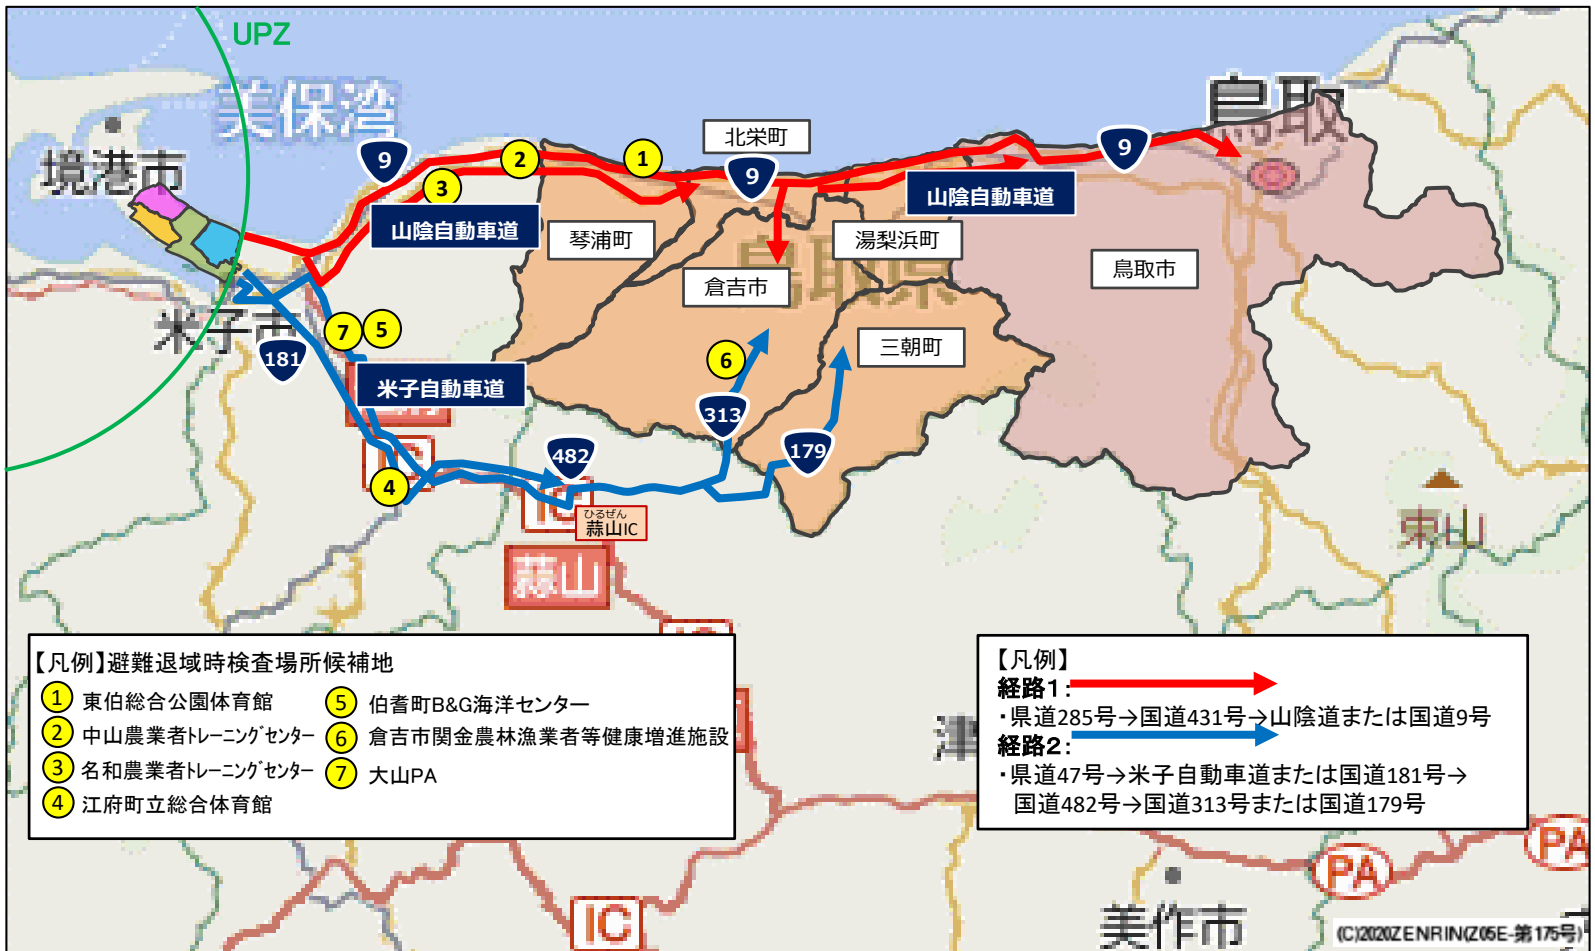 UPZ
美保湾
鳥取
境港市
9
2
1
北栄町
9
9
3
山陰自動車道
山陰自動車道
琴浦町
湯梨浜町
鳥取県
鳥取市
倉吉市
米子市
7
5
181
6
三朝町
米子自動車道
313
179
482
4
IC
IC
ひるぜん
蒜山IC
蒜山
東山
【凡例】避難退域時検査場所候補地
1 東伯総合公園体育館
2 中山農業者トレーニングセンター
3 名和農業者トレーニングセンター
4 江府町立総合体育館
5 伯耆町B&G海洋センター
6 倉吉市関金農林漁業者等健康増進施設
7 大山PA
【凡例】
経路1:
・県道285号→国道431号→山陰道または国道9号
経路2:
・県道47号→米子自動車道または国道181号→
国道482号→国道313号または国道179号
津
PA
PA
IC
美作市
(C)2020ZENRIN(Z05E-第175号)